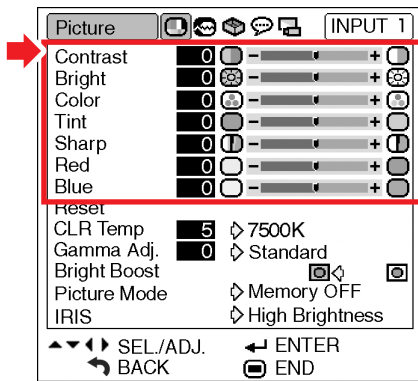 Picture INPUT 1
Contrast 0 - +
Bright 0 - +
Color 0 - +
Tint 0 - +
Sharp 0 - +
Red 0 - +
Blue 0 - +
Reset
CLR Temp 5 7500K
Gamma Adj. 0 Standard
Bright Boost
Picture Mode Memory OFF
IRIS High Brightness
SEL./ADJ. ENTER
BACK END